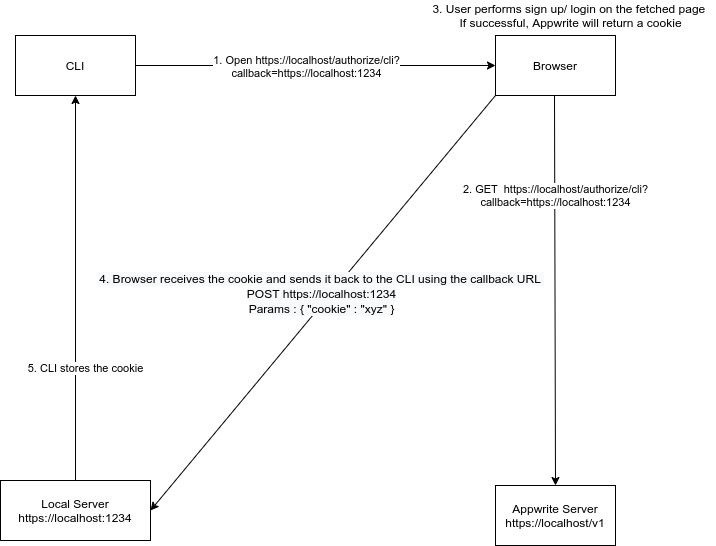 3. User performs sign up/ login on the fetched page
If successful, Appwrite will return a cookie
CLI
1. Open https://localhost/authorize/cli?
callback=https://localhost:1234
Browser
2. GET  https://localhost/authorize/cli?
callback=https://localhost:1234
4. Browser receives the cookie and sends it back to the CLI using the callback URL
POST https://localhost:1234
Params : { "cookie" : "xyz" }
5. CLI stores the cookie
Local Server
https://localhost:1234
Appwrite Server
https://localhost/v1